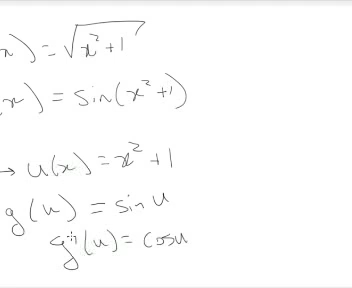 x) = √(x² + 1)
x) = sin(x² + 1)
→ u(x) = x² + 1
g(u) = sin u
g'(u) = cos u